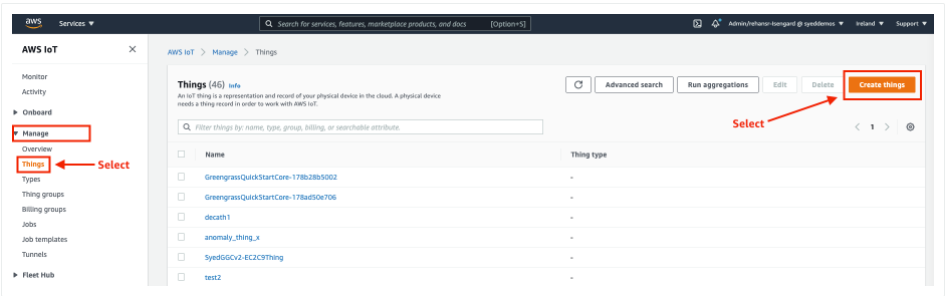 aws Services ▼ Search for services, features, marketplace products, and docs [Option+S] Admin/rehansr-isengard @ syeddemos ▼ Ireland ▼ Support ▼
AWS IoT ×
AWS IoT > Manage > Things
Monitor
Activity
Onboard
Manage
Overview
Things
Select
Types
Thing groups
Billing groups
Jobs
Job templates
Tunnels
Fleet Hub
Things (46) Info
An IoT thing is a representation and record of your physical device in the cloud. A physical device
needs a thing record in order to work with AWS IoT.
Advanced search Run aggregations Edit Delete Create things
Select
Filter things by: name, type, group, billing, or searchable attribute.
< 1 >
Name Thing type
GreengrassQuickStartCore-178b28b5002 -
GreengrassQuickStartCore-178ad50e706 -
decath1 -
anomaly_thing_x -
SyedGGCv2-EC2C9Thing -
test2 -